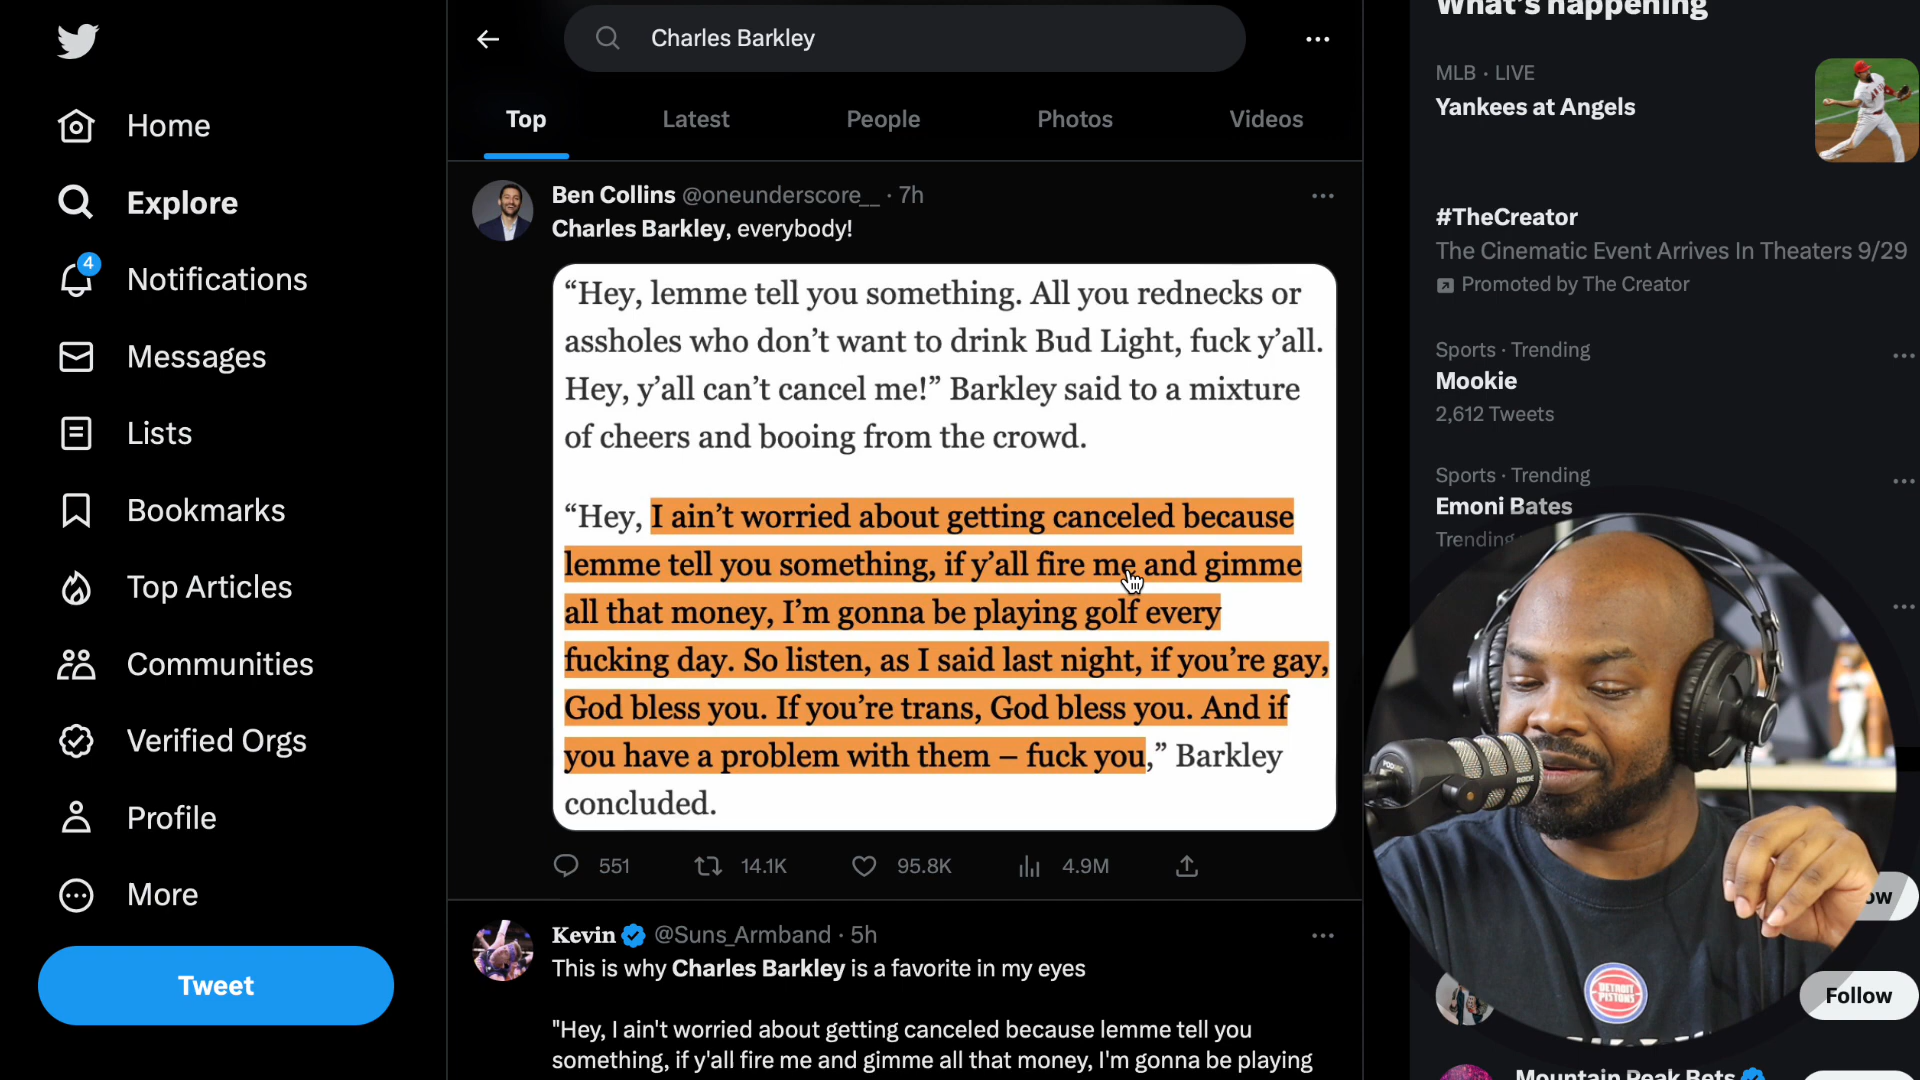 Home
Explore
4
Notifications
Messages
Lists
Bookmarks
Top Articles
Communities
Verified Orgs
Profile
More
Tweet
Charles Barkley
Top
Latest
People
Photos
Videos
Ben Collins @oneunderscore__ · 7h
Charles Barkley, everybody!
“Hey, lemme tell you something. All you rednecks or
assholes who don’t want to drink Bud Light, fuck y’all.
Hey, y’all can’t cancel me!” Barkley said to a mixture
of cheers and booing from the crowd.
“Hey, I ain’t worried about getting canceled because
lemme tell you something, if y’all fire me and gimme
all that money, I’m gonna be playing golf every
fucking day. So listen, as I said last night, if you’re gay,
God bless you. If you’re trans, God bless you. And if
you have a problem with them – fuck you,” Barkley
concluded.
551
14.1K
95.8K
4.9M
Kevin @Suns_Armband · 5h
This is why Charles Barkley is a favorite in my eyes
"Hey, I ain't worried about getting canceled because lemme tell you
something, if y'all fire me and gimme all that money, I'm gonna be playing
What's happening
MLB · LIVE
Yankees at Angels
#TheCreator
The Cinematic Event Arrives In Theaters 9/29
Promoted by The Creator
Sports · Trending
Mookie
2,612 Tweets
Sports · Trending
Emoni Bates
Trending
RODE
DETROIT
PISTONS
Follow
Mountain Peak Bets